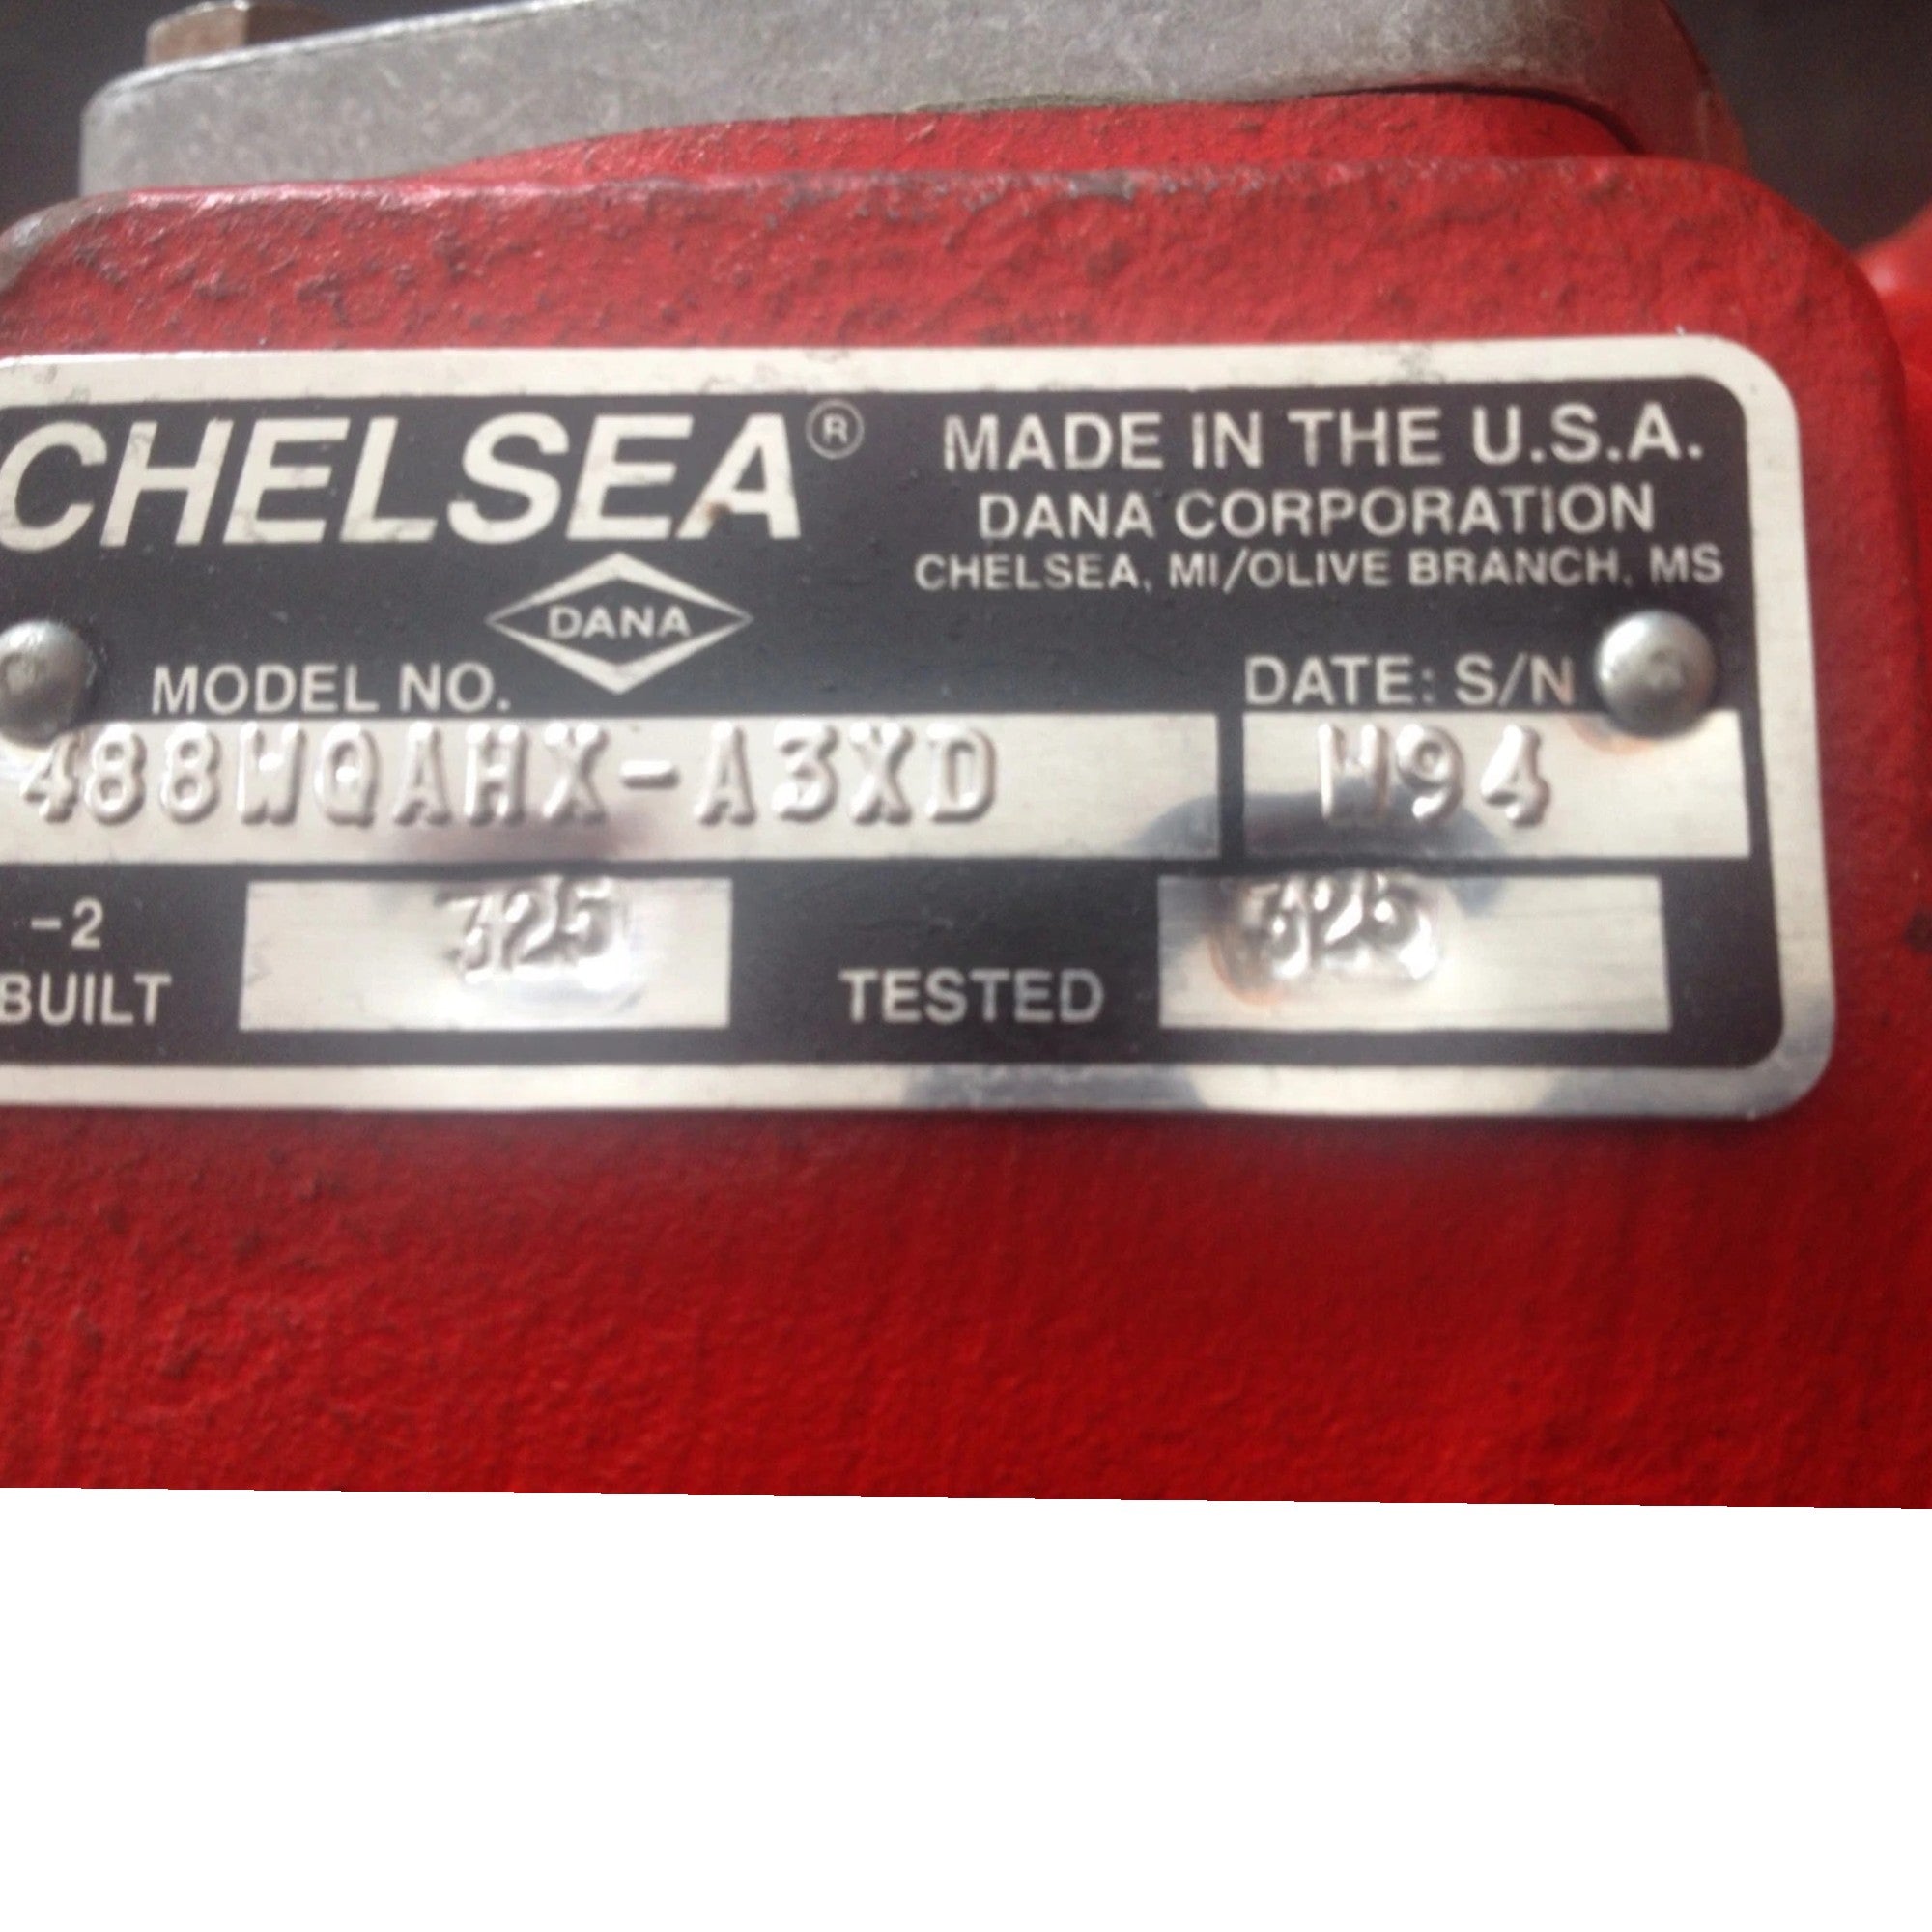 CHELSEA® MADE IN THE U.S.A.
DANA CORPORATION
CHELSEA, MI/OLIVE BRANCH, MS
DANA
MODEL NO. DATE: S/N
488WQAHX-A3XD W94
-2
BUILT 325 TESTED 325